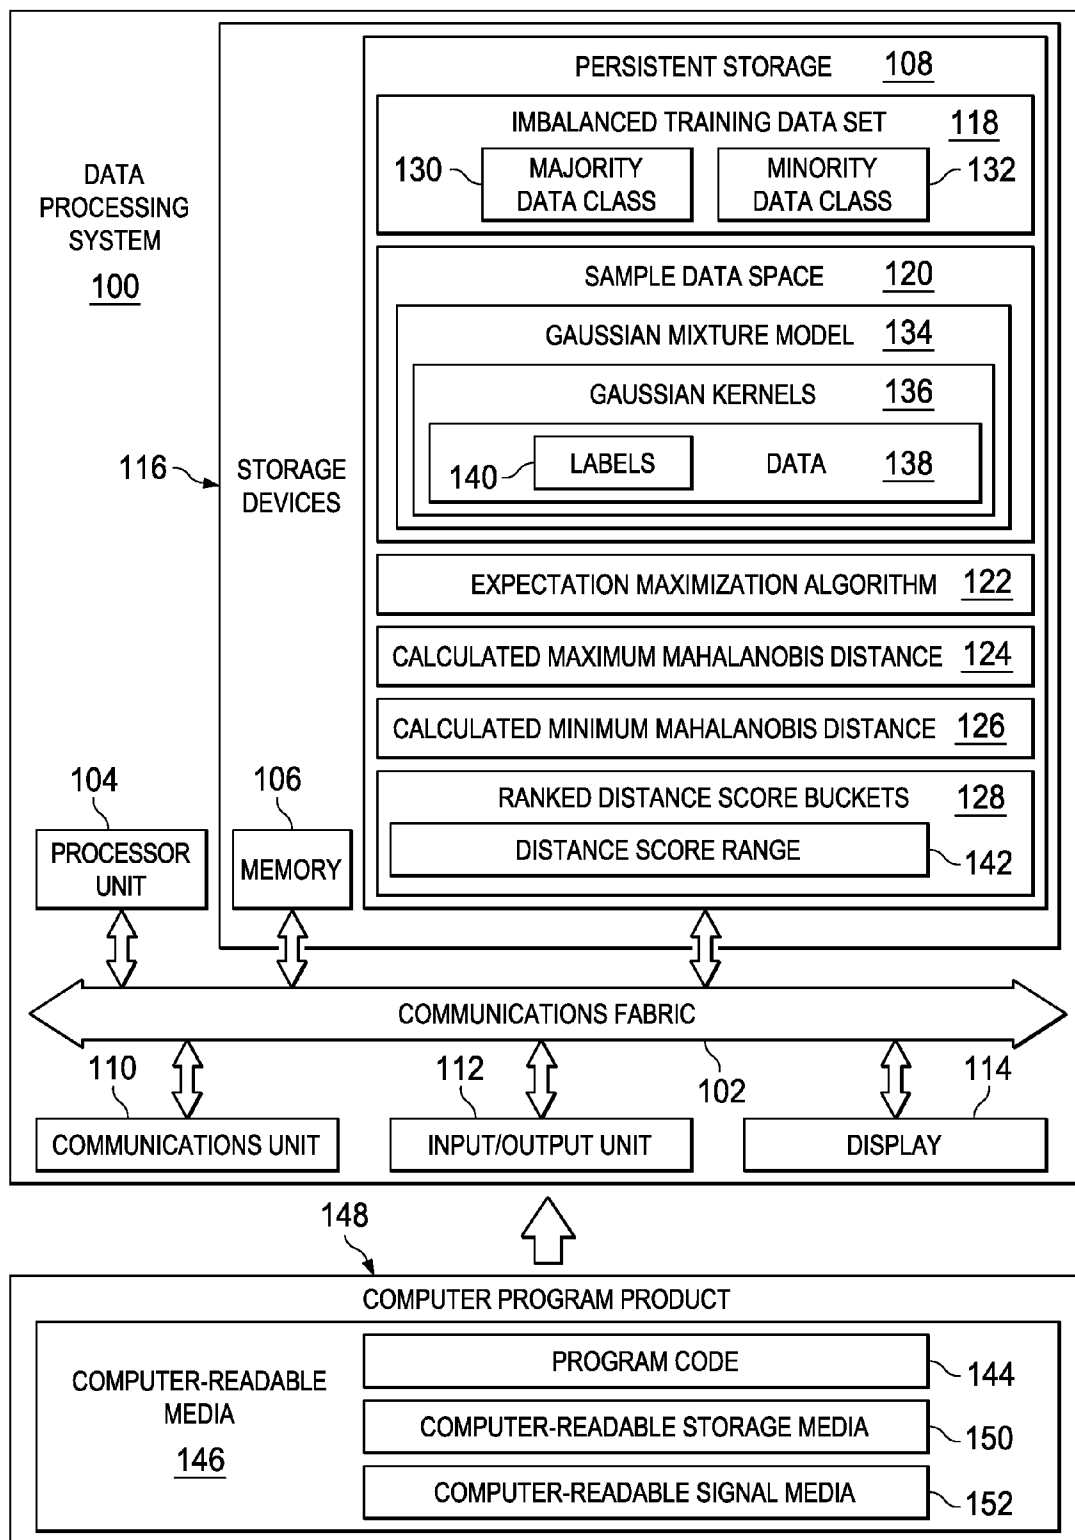 DATA
PROCESSING
SYSTEM
100
116
STORAGE
DEVICES
PERSISTENT STORAGE 108
IMBALANCED TRAINING DATA SET 118
130
MAJORITY
DATA CLASS
MINORITY
DATA CLASS
132
SAMPLE DATA SPACE 120
GAUSSIAN MIXTURE MODEL 134
GAUSSIAN KERNELS 136
140
LABELS
DATA 138
EXPECTATION MAXIMIZATION ALGORITHM 122
CALCULATED MAXIMUM MAHALANOBIS DISTANCE 124
CALCULATED MINIMUM MAHALANOBIS DISTANCE 126
RANKED DISTANCE SCORE BUCKETS 128
DISTANCE SCORE RANGE
142
104
PROCESSOR
UNIT
106
MEMORY
COMMUNICATIONS FABRIC
102
110
COMMUNICATIONS UNIT
112
INPUT/OUTPUT UNIT
114
DISPLAY
148
COMPUTER PROGRAM PRODUCT
COMPUTER-READABLE
MEDIA
146
PROGRAM CODE
144
COMPUTER-READABLE STORAGE MEDIA
150
COMPUTER-READABLE SIGNAL MEDIA
152